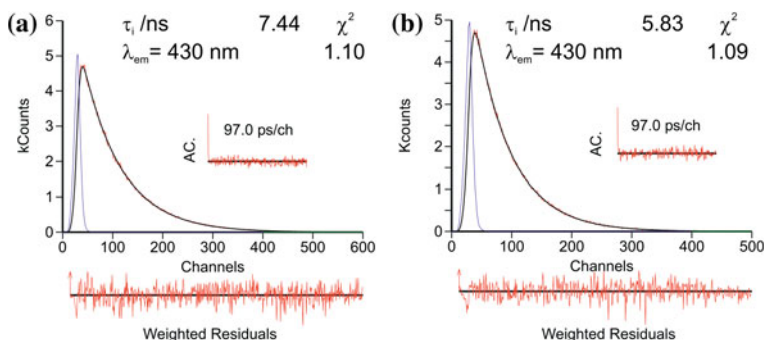 (a)
τi /ns 7.44 χ2
λem= 430 nm 1.10
kCounts
6
5
4
3
2
1
0
AC.
97.0 ps/ch
0 100 200 300 400 500 600
Channels
Weighted Residuals
(b)
τi /ns 5.83 χ2
λem= 430 nm 1.09
Kcounts
5
4
3
2
1
0
AC.
97.0 ps/ch
0 100 200 300 400 500
Channels
Weighted Residuals